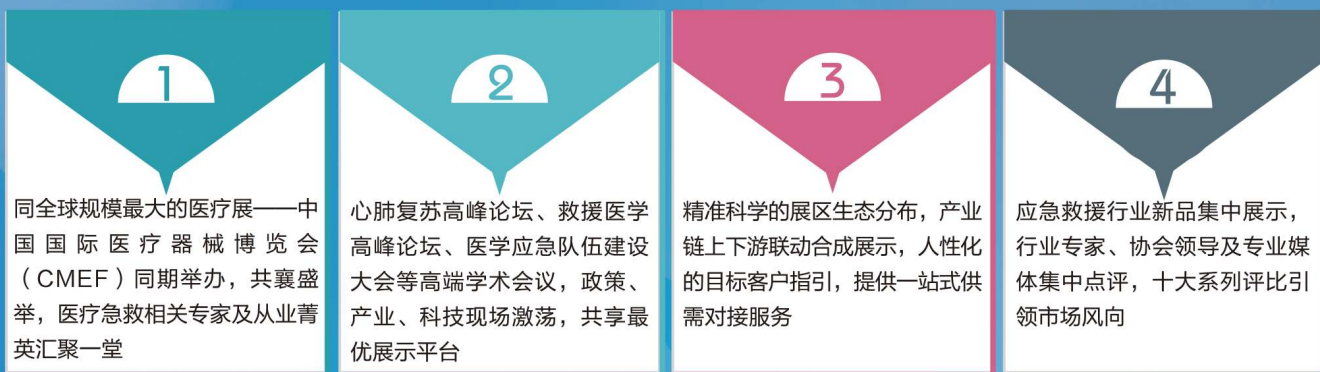 1
同全球规模最大的医疗展——中
国国际医疗器械博览会
（CMEF）同期举办，共襄盛
举，医疗急救相关专家及从业菁
英汇聚一堂
2
心肺复苏高峰论坛、救援医学
高峰论坛、医学应急队伍建设
大会等高端学术会议，政策、
产业、科技现场激荡，共享最
优展示平台
3
精准科学的展区生态分布，产业
链上下游联动合成展示，人性化
的目标客户指引，提供一站式供
需对接服务
4
应急救援行业新品集中展示，
行业专家、协会领导及专业媒
体集中点评，十大系列评比引
领市场风向